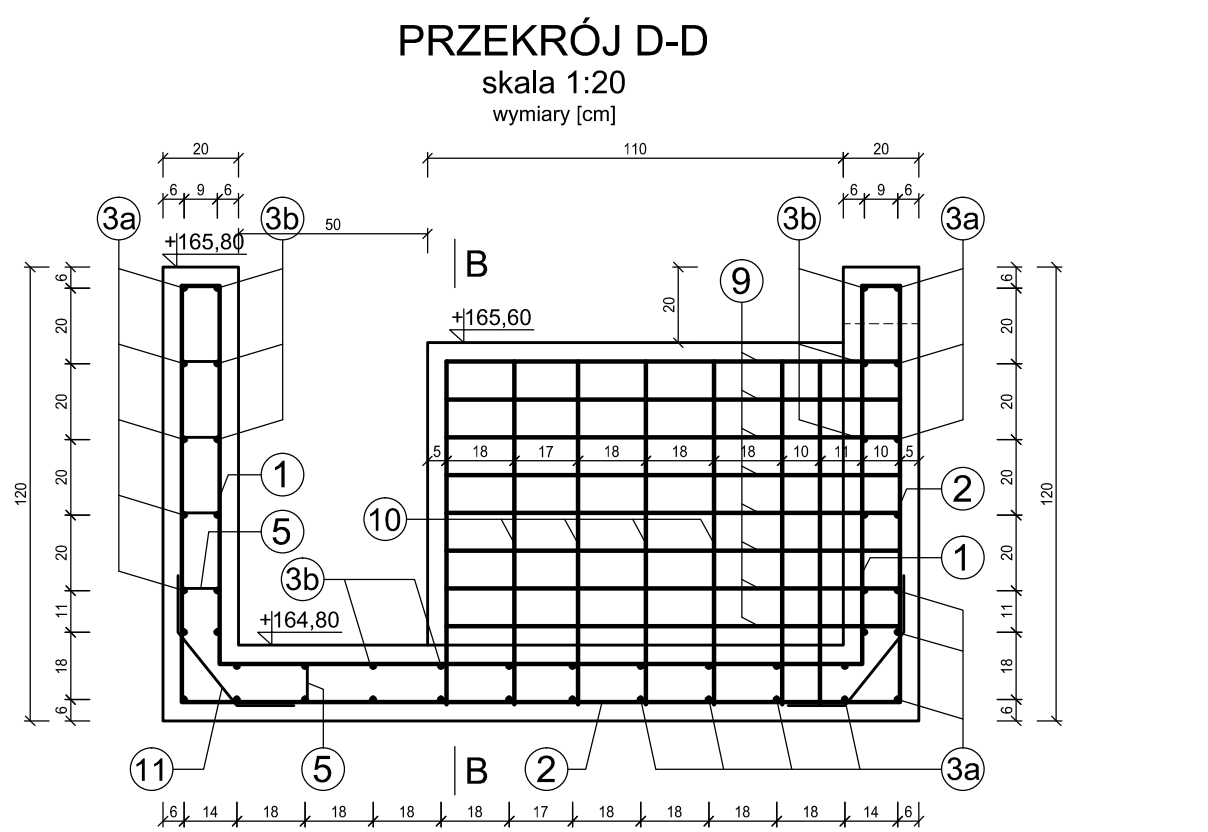 PRZEKRÓJ D-D
skala 1:20
wymiary [cm]
20 110 20
6 9 6 6 9 6
3a 3b 50 3b 3a
+165,80 B 9
6 20 6
+165,60
20 20
20 20
5 18 17 18 18 18 10 11 10 5
1 2
120 20 20 120
10
5
20 20
3b 1
11 +164,80 11
18 18
6 6
11 5 B 2 3a
6 14 18 18 18 18 17 18 18 18 18 14 6